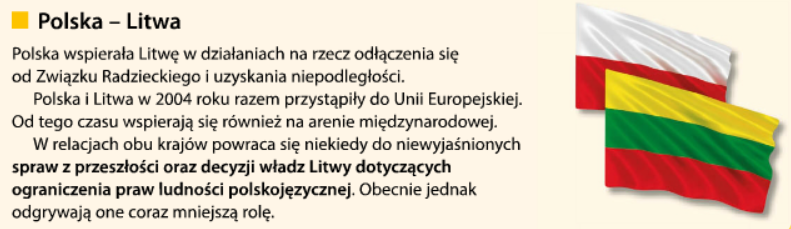 Polska – Litwa
Polska wspierała Litwę w działaniach na rzecz odłączenia się
od Związku Radzieckiego i uzyskania niepodległości.
Polska i Litwa w 2004 roku razem przystąpiły do Unii Europejskiej.
Od tego czasu wspierają się również na arenie międzynarodowej.
W relacjach obu krajów powraca się niekiedy do niewyjaśnionych
spraw z przeszłości oraz decyzji władz Litwy dotyczących
ograniczenia praw ludności polskojęzycznej. Obecnie jednak
odgrywają one coraz mniejszą rolę.